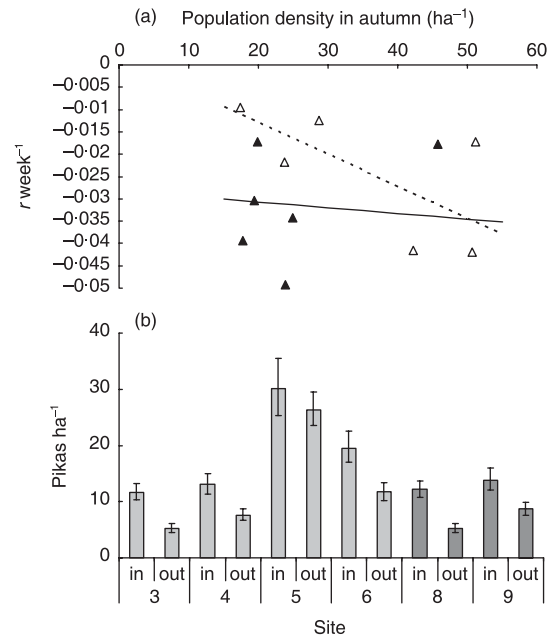 (a) Population density in autumn (ha⁻¹)
0 10 20 30 40 50 60
0
−0·005
−0·01
−0·015
−0·02
−0·025
−0·03
−0·035
−0·04
−0·045
−0·05
r week⁻¹
(b)
40
30
20
10
0
Pikas ha⁻¹
in out in out in out in out in out in out
3 4 5 6 8 9
Site